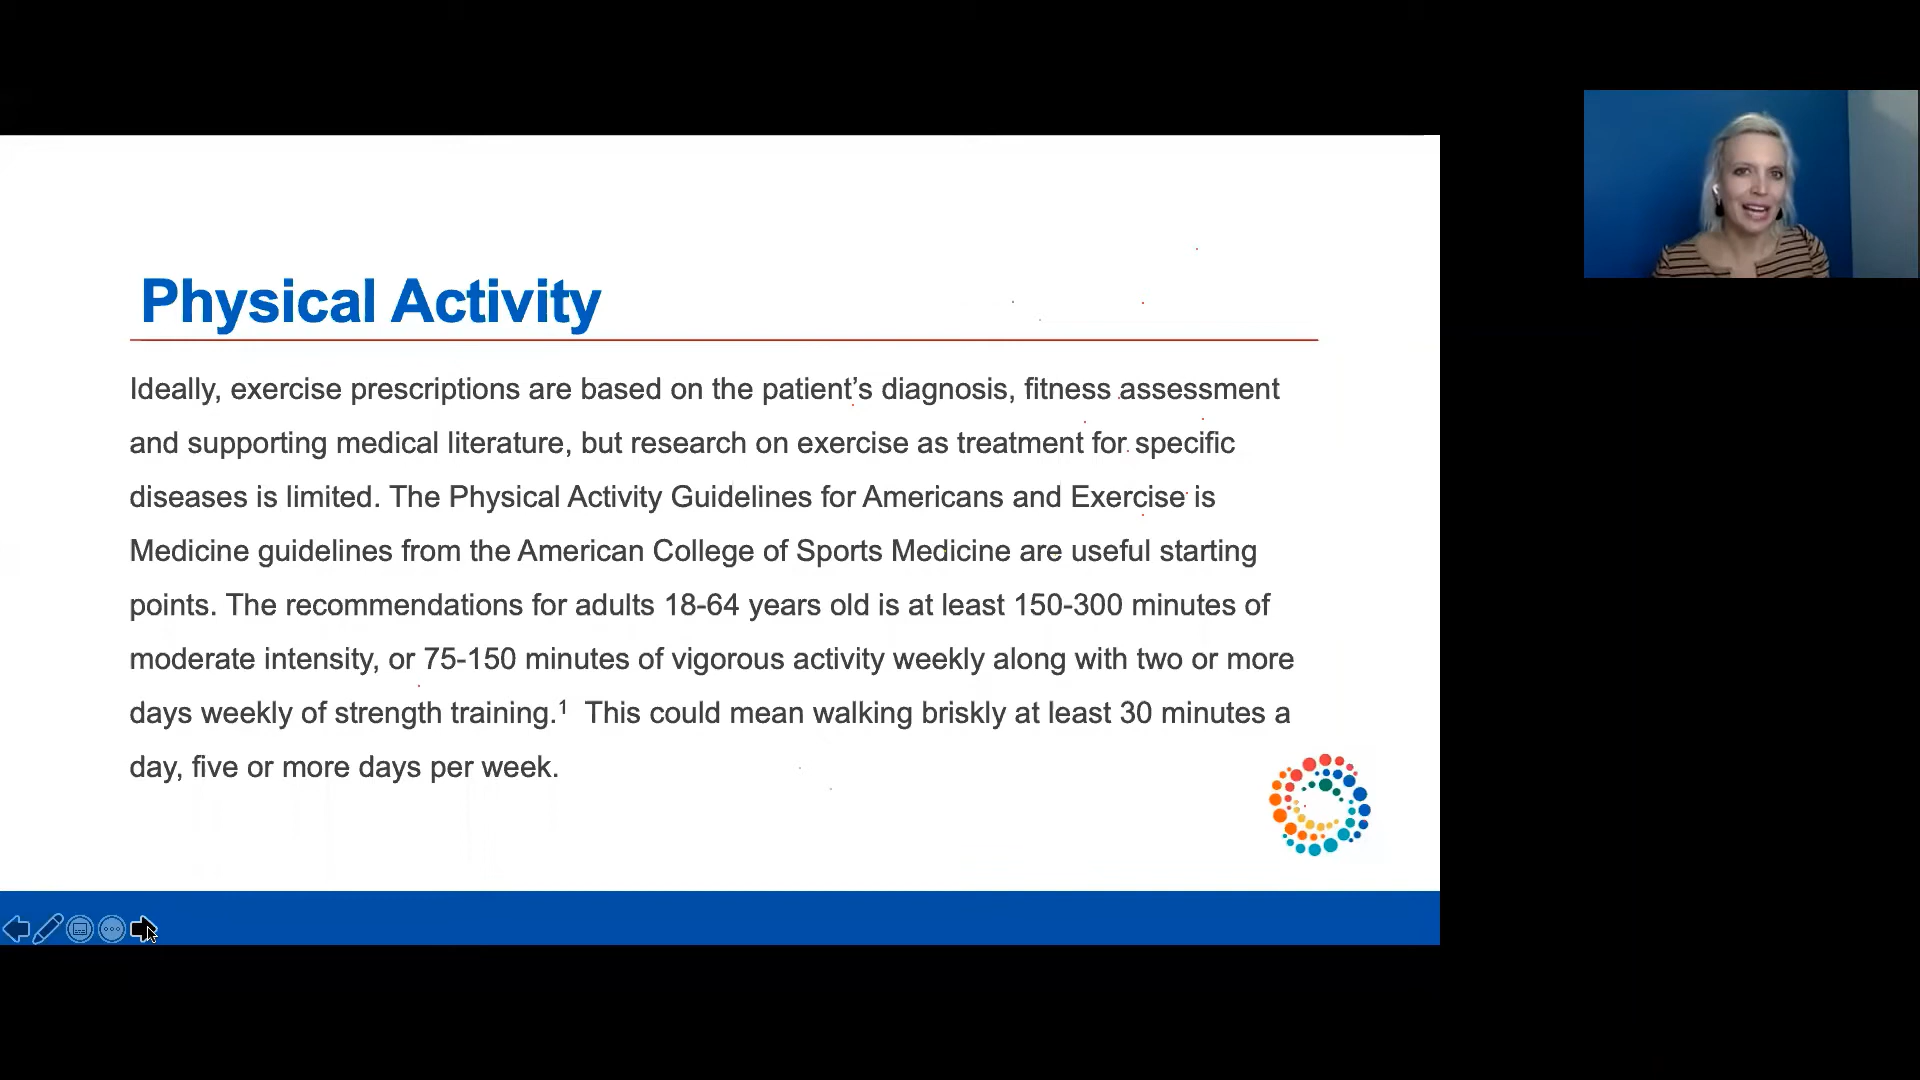 Physical Activity
Ideally, exercise prescriptions are based on the patient’s diagnosis, fitness assessment
and supporting medical literature, but research on exercise as treatment for specific
diseases is limited. The Physical Activity Guidelines for Americans and Exercise is
Medicine guidelines from the American College of Sports Medicine are useful starting
points. The recommendations for adults 18-64 years old is at least 150-300 minutes of
moderate intensity, or 75-150 minutes of vigorous activity weekly along with two or more
days weekly of strength training.¹ This could mean walking briskly at least 30 minutes a
day, five or more days per week.